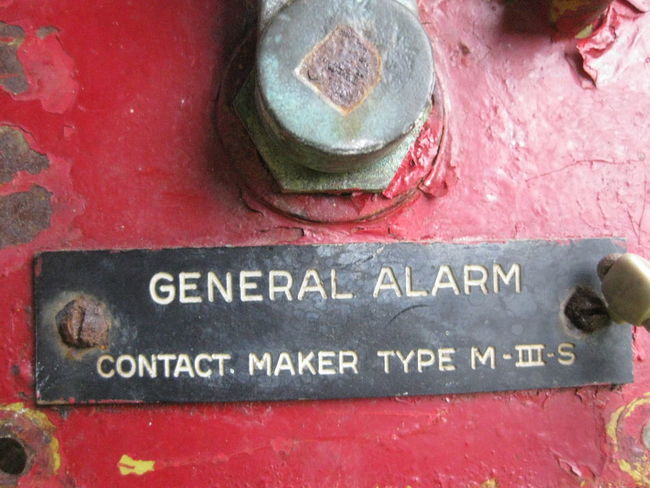 GENERAL ALARM
CONTACT. MAKER TYPE M-III-S